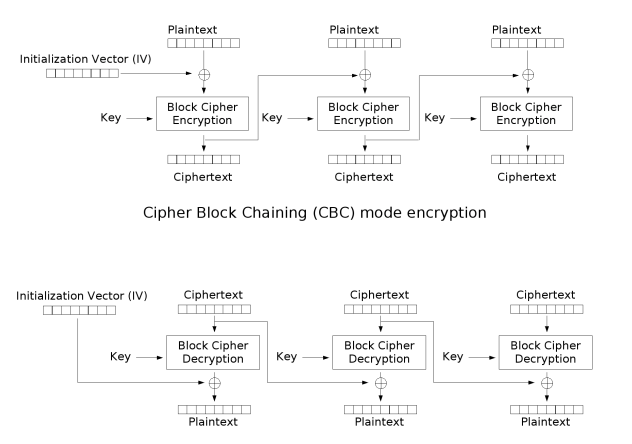 Plaintext Plaintext Plaintext
Initialization Vector (IV)
Block Cipher Encryption
Key
Block Cipher Encryption
Key
Block Cipher Encryption
Key
Ciphertext Ciphertext Ciphertext
Cipher Block Chaining (CBC) mode encryption
Initialization Vector (IV) Ciphertext Ciphertext Ciphertext
Key
Block Cipher Decryption
Key
Block Cipher Decryption
Key
Block Cipher Decryption
Plaintext Plaintext Plaintext